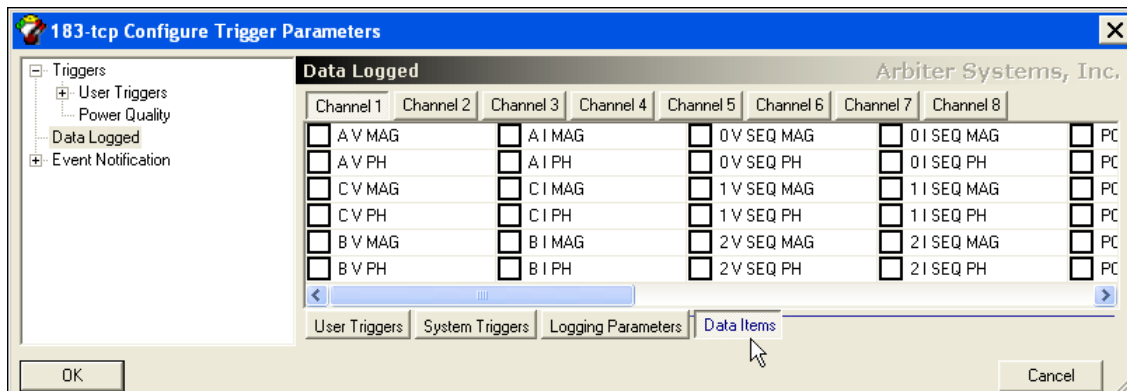 183-tcp Configure Trigger Parameters
Triggers
User Triggers
Power Quality
Data Logged
Event Notification
Data Logged
Arbiter Systems, Inc.
Channel 1 Channel 2 Channel 3 Channel 4 Channel 5 Channel 6 Channel 7 Channel 8
A V MAG A I MAG 0 V SEQ MAG 0 I SEQ MAG
A V PH A I PH 0 V SEQ PH 0 I SEQ PH
C V MAG C I MAG 1 V SEQ MAG 1 I SEQ MAG
C V PH C I PH 1 V SEQ PH 1 I SEQ PH
B V MAG B I MAG 2 V SEQ MAG 2 I SEQ MAG
B V PH B I PH 2 V SEQ PH 2 I SEQ PH
User Triggers System Triggers Logging Parameters Data Items
OK Cancel